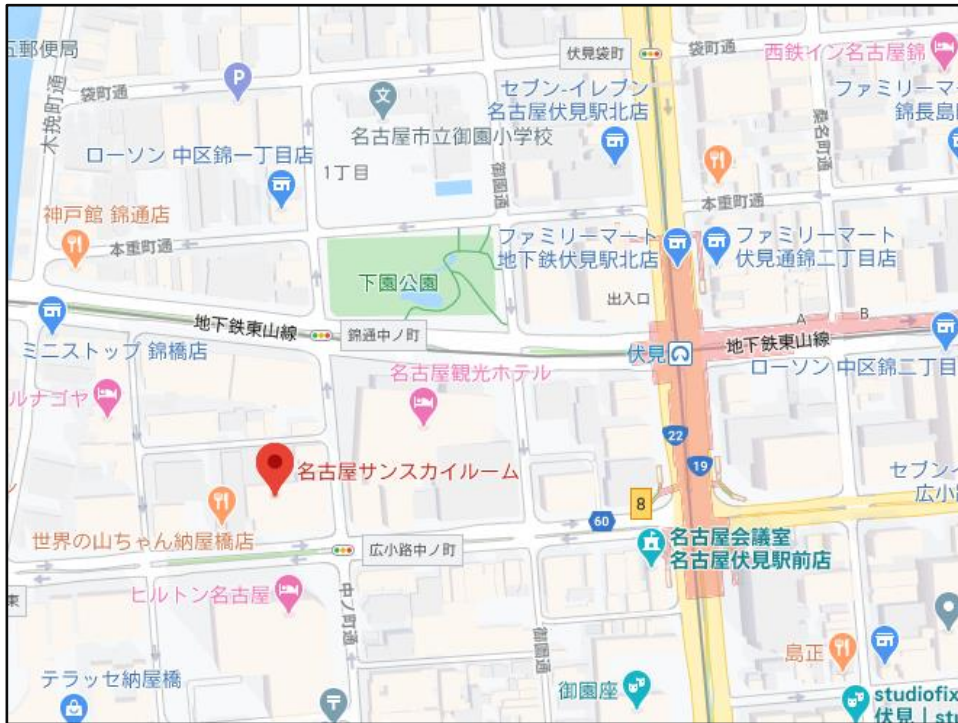 五郵便局
木挽町通
袋町通
P
文
名古屋市立御園小学校
伏見袋町
袋町通
西鉄イン名古屋錦
セブン-イレブン
名古屋伏見駅北店
ファミリーマー
錦長島
桑名町通
ローソン 中区錦一丁目店
1丁目
御園通
本重町通
神戸館 錦通店
本重町通
下園公園
ファミリーマート
地下鉄伏見駅北店
ファミリーマート
伏見通錦二丁目店
出入口
A
B
地下鉄東山線
錦通中ノ町
伏見
地下鉄東山線
ミニストップ 錦橋店
ローソン 中区錦二丁目
名古屋観光ホテル
ルナゴヤ
22
19
名古屋サンスカイルーム
セブン-イ
広小路
8
60
世界の山ちゃん納屋橋店
広小路中ノ町
名古屋会議室
名古屋伏見駅前店
東
ヒルトン名古屋
中ノ町通
御園通
テラッセ納屋橋
御園座
島正
studiofix
伏見 | stu